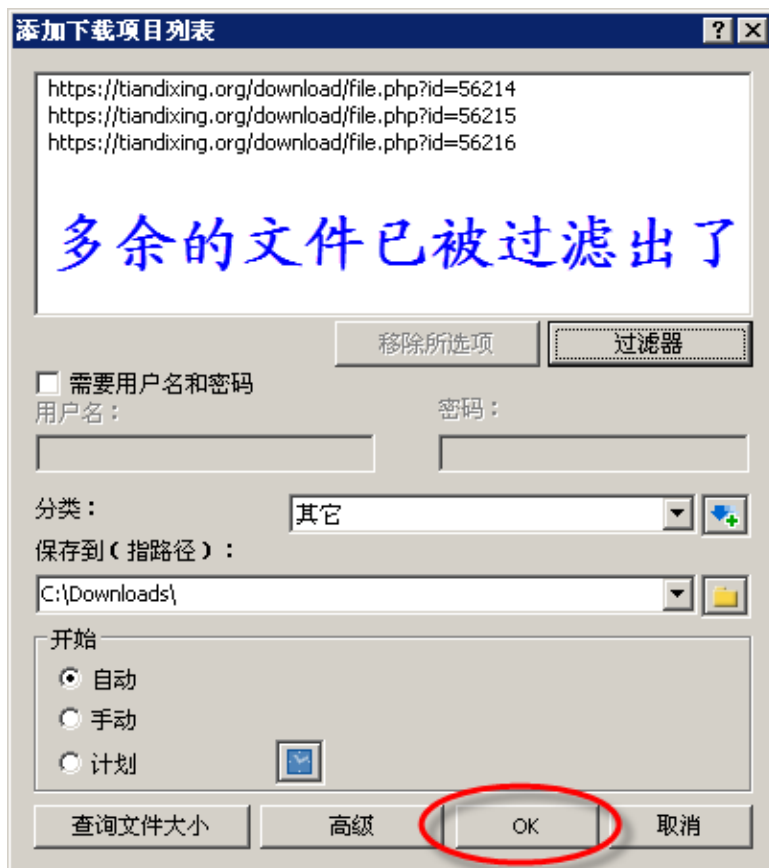 添加下载项目列表
https://tiandixing.org/download/file.php?id=56214
https://tiandixing.org/download/file.php?id=56215
https://tiandixing.org/download/file.php?id=56216
多余的文件已被过滤出了
移除所选项 过滤器
需要用户名和密码
用户名： 密码：
分类： 其它
保存到（指路径）：
C:\Downloads\
开始
自动
手动
计划
查询文件大小 高级 OK 取消